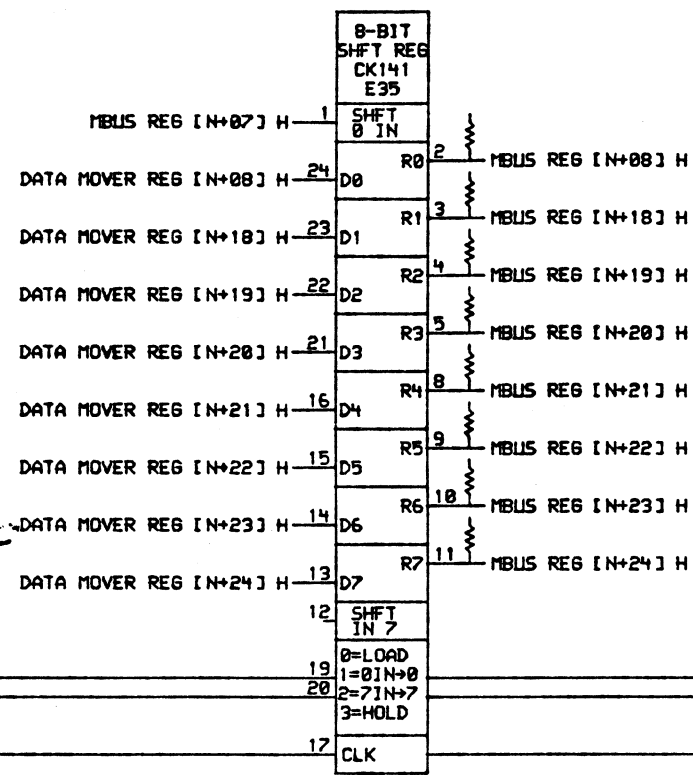 8-BIT
SHFT REG
CK141
E35
MBUS REG [N+07] H 1 SHFT
0 IN
R0 2 MBUS REG [N+08] H
DATA MOVER REG [N+08] H 24 D0
R1 3 MBUS REG [N+18] H
DATA MOVER REG [N+18] H 23 D1
R2 4 MBUS REG [N+19] H
DATA MOVER REG [N+19] H 22 D2
R3 5 MBUS REG [N+20] H
DATA MOVER REG [N+20] H 21 D3
R4 8 MBUS REG [N+21] H
DATA MOVER REG [N+21] H 16 D4
R5 9 MBUS REG [N+22] H
DATA MOVER REG [N+22] H 15 D5
R6 10 MBUS REG [N+23] H
DATA MOVER REG [N+23] H 14 D6
R7 11 MBUS REG [N+24] H
DATA MOVER REG [N+24] H 13 D7
12 SHFT
IN 7
0=LOAD
19 1=0IN→0
20 2=7IN→7
3=HOLD
17 CLK